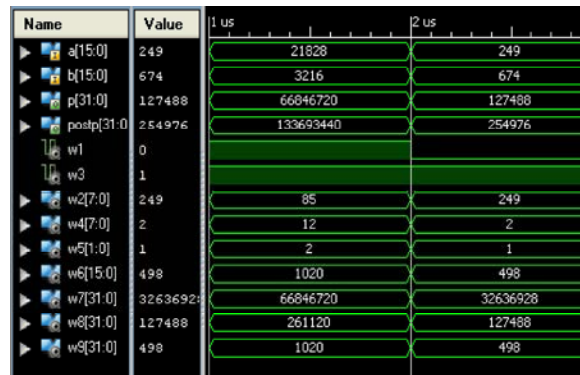 Name Value 1 us 2 us
a[15:0] 249 21828 249
b[15:0] 674 3216 674
p[31:0] 127488 66846720 127488
postp[31:0 254976 133693440 254976
w1 0
w3 1
w2[7:0] 249 85 249
w4[7:0] 2 12 2
w5[1:0] 1 2 1
w6[15:0] 498 1020 498
w7[31:0] 32636928 66846720 32636928
w8[31:0] 127488 261120 127488
w9[31:0] 498 1020 498